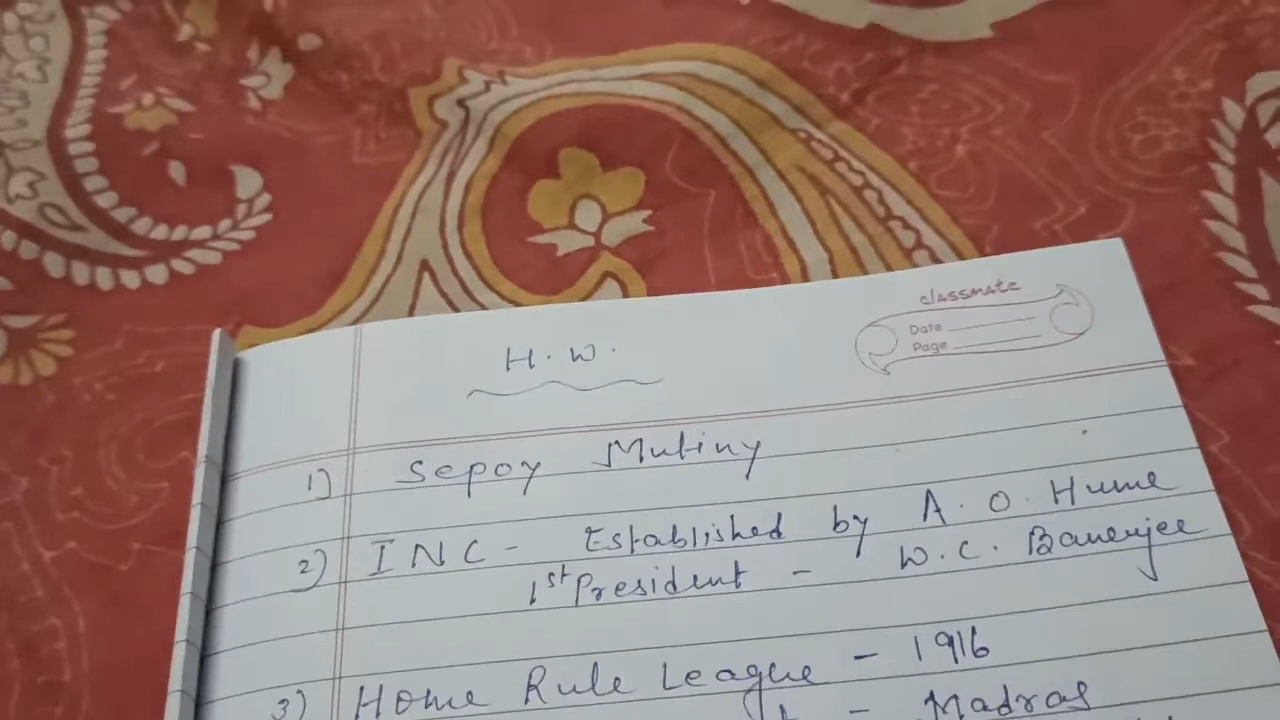 classmate
Date
Page
H.W.
1) Sepoy Mutiny
2) INC - Established by A.O. Hume
1st President - W.C. Banerjee
3) Home Rule League - 1916
- Madras